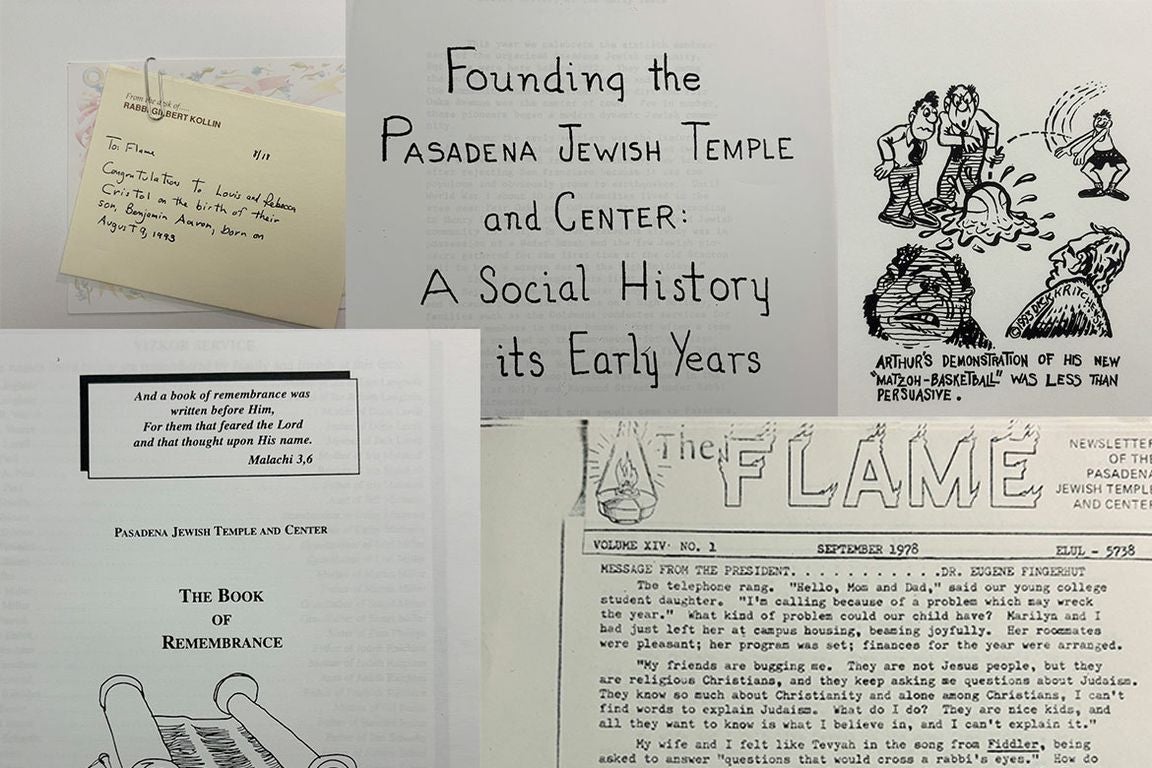 From the desk of.....
RABBI GILBERT KOLLIN
To: Flame 8/18
Congratulations To Louis and Rebecca
Cristol on the birth of their
son, Benjamin Aaron, born on
August 9, 1993
Founding the
PASADENA JEWISH TEMPLE
and CENTER:
A Social History
its Early Years
JACK KRITCHE
ARTHUR'S DEMONSTRATION OF HIS NEW
"MATZOH-BASKETBALL" WAS LESS THAN
PERSUASIVE.
YIZKOR SERVICE
And a book of remembrance was
written before Him,
For them that feared the Lord
and that thought upon His name.
Malachi 3,6
PASADENA JEWISH TEMPLE AND CENTER
THE BOOK
OF
REMEMBRANCE
The FLAME
NEWSLETTER
OF THE
PASADENA
JEWISH TEMPLE
AND CENTER
VOLUME XIV· NO. 1 SEPTEMBER 1978 ELUL - 5738
MESSAGE FROM THE PRESIDENT. . . . . . . . . . .DR. EUGENE FINGERHUT
The telephone rang. "Hello, Mom and Dad," said our young college
student daughter. "I'm calling because of a problem which may wreck
the year." What kind of problem could our child have? Marilyn and I
had just left her at campus housing, beaming joyfully. Her roommates
were pleasant; her program was set; finances for the year were arranged.
"My friends are bugging me. They are not Jesus people, but they
are religious Christians, and they keep asking me questions about Judaism.
They know so much about Christianity and alone among Christians, I can't
find words to explain Judaism. What do I do? They are nice kids, and
all they want to know is what I believe in, and I can't explain it."
My wife and I felt like Tevyah in the song from Fiddler, being
asked to answer "questions that would cross a rabbi's eyes." How do